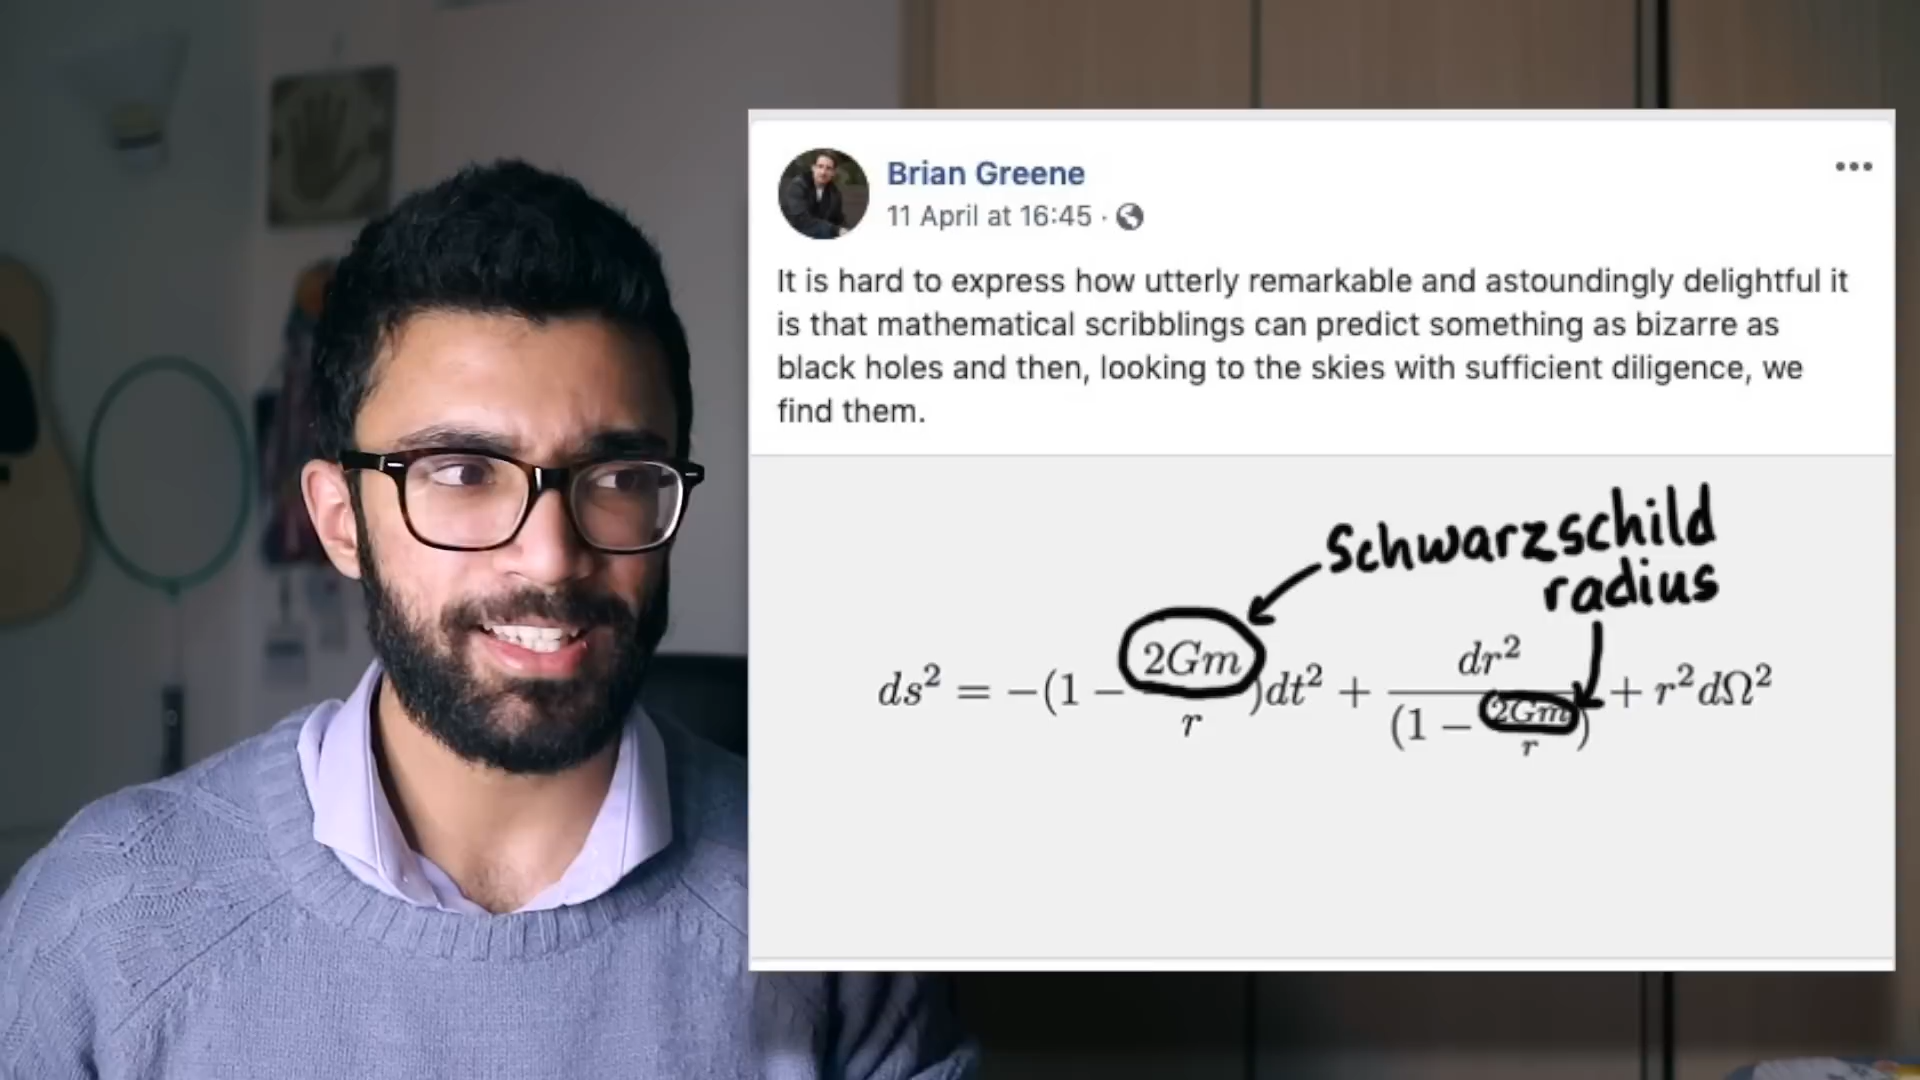 Brian Greene
11 April at 16:45 ·
It is hard to express how utterly remarkable and astoundingly delightful it
is that mathematical scribblings can predict something as bizarre as
black holes and then, looking to the skies with sufficient diligence, we
find them.
Schwarzschild
radius
ds² = −(1 − 2Gm/r)dt² + dr²/(1 − 2Gm/r) + r²dΩ²